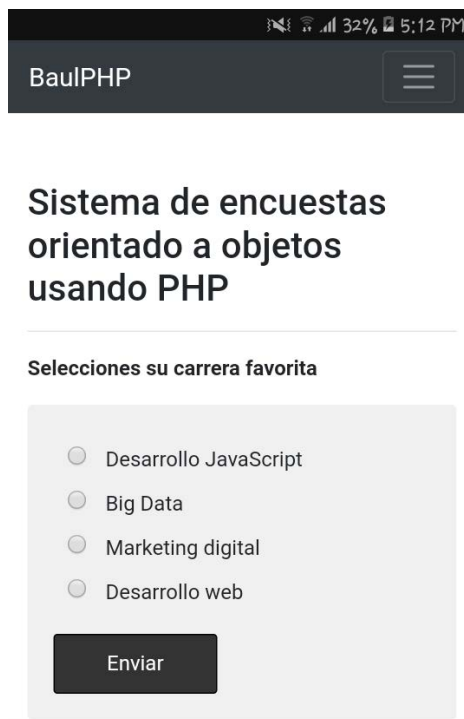 32% 5:12 PM
BaulPHP
Sistema de encuestas
orientado a objetos
usando PHP
Selecciones su carrera favorita
Desarrollo JavaScript
Big Data
Marketing digital
Desarrollo web
Enviar